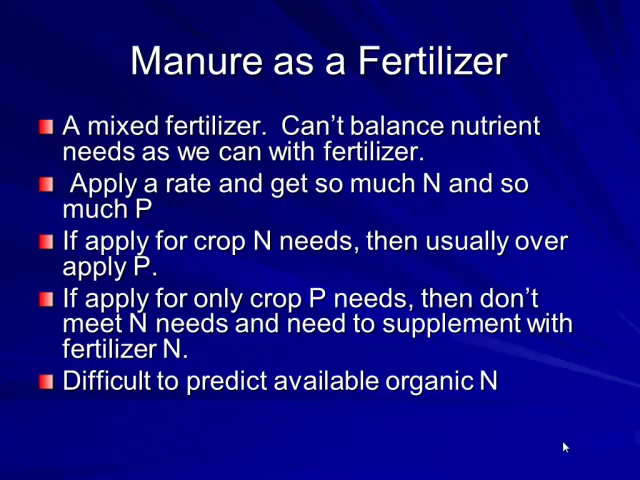 Manure as a Fertilizer
A mixed fertilizer.  Can't balance nutrient
needs as we can with fertilizer.
Apply a rate and get so much N and so
much P
If apply for crop N needs, then usually over
apply P.
If apply for only crop P needs, then don't
meet N needs and need to supplement with
fertilizer N.
Difficult to predict available organic N